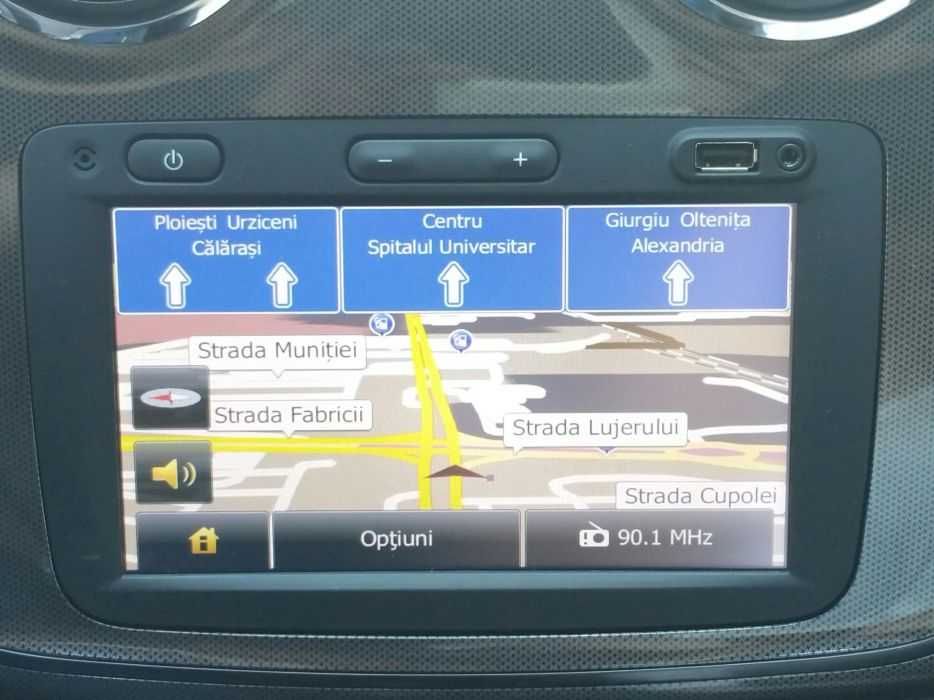 − +
Ploiești Urziceni
Călărași
Centru
Spitalul Universitar
Giurgiu Oltenița
Alexandria
Strada Muniției
Strada Fabricii
Strada Lujerului
Strada Cupolei
Opţiuni
90.1 MHz